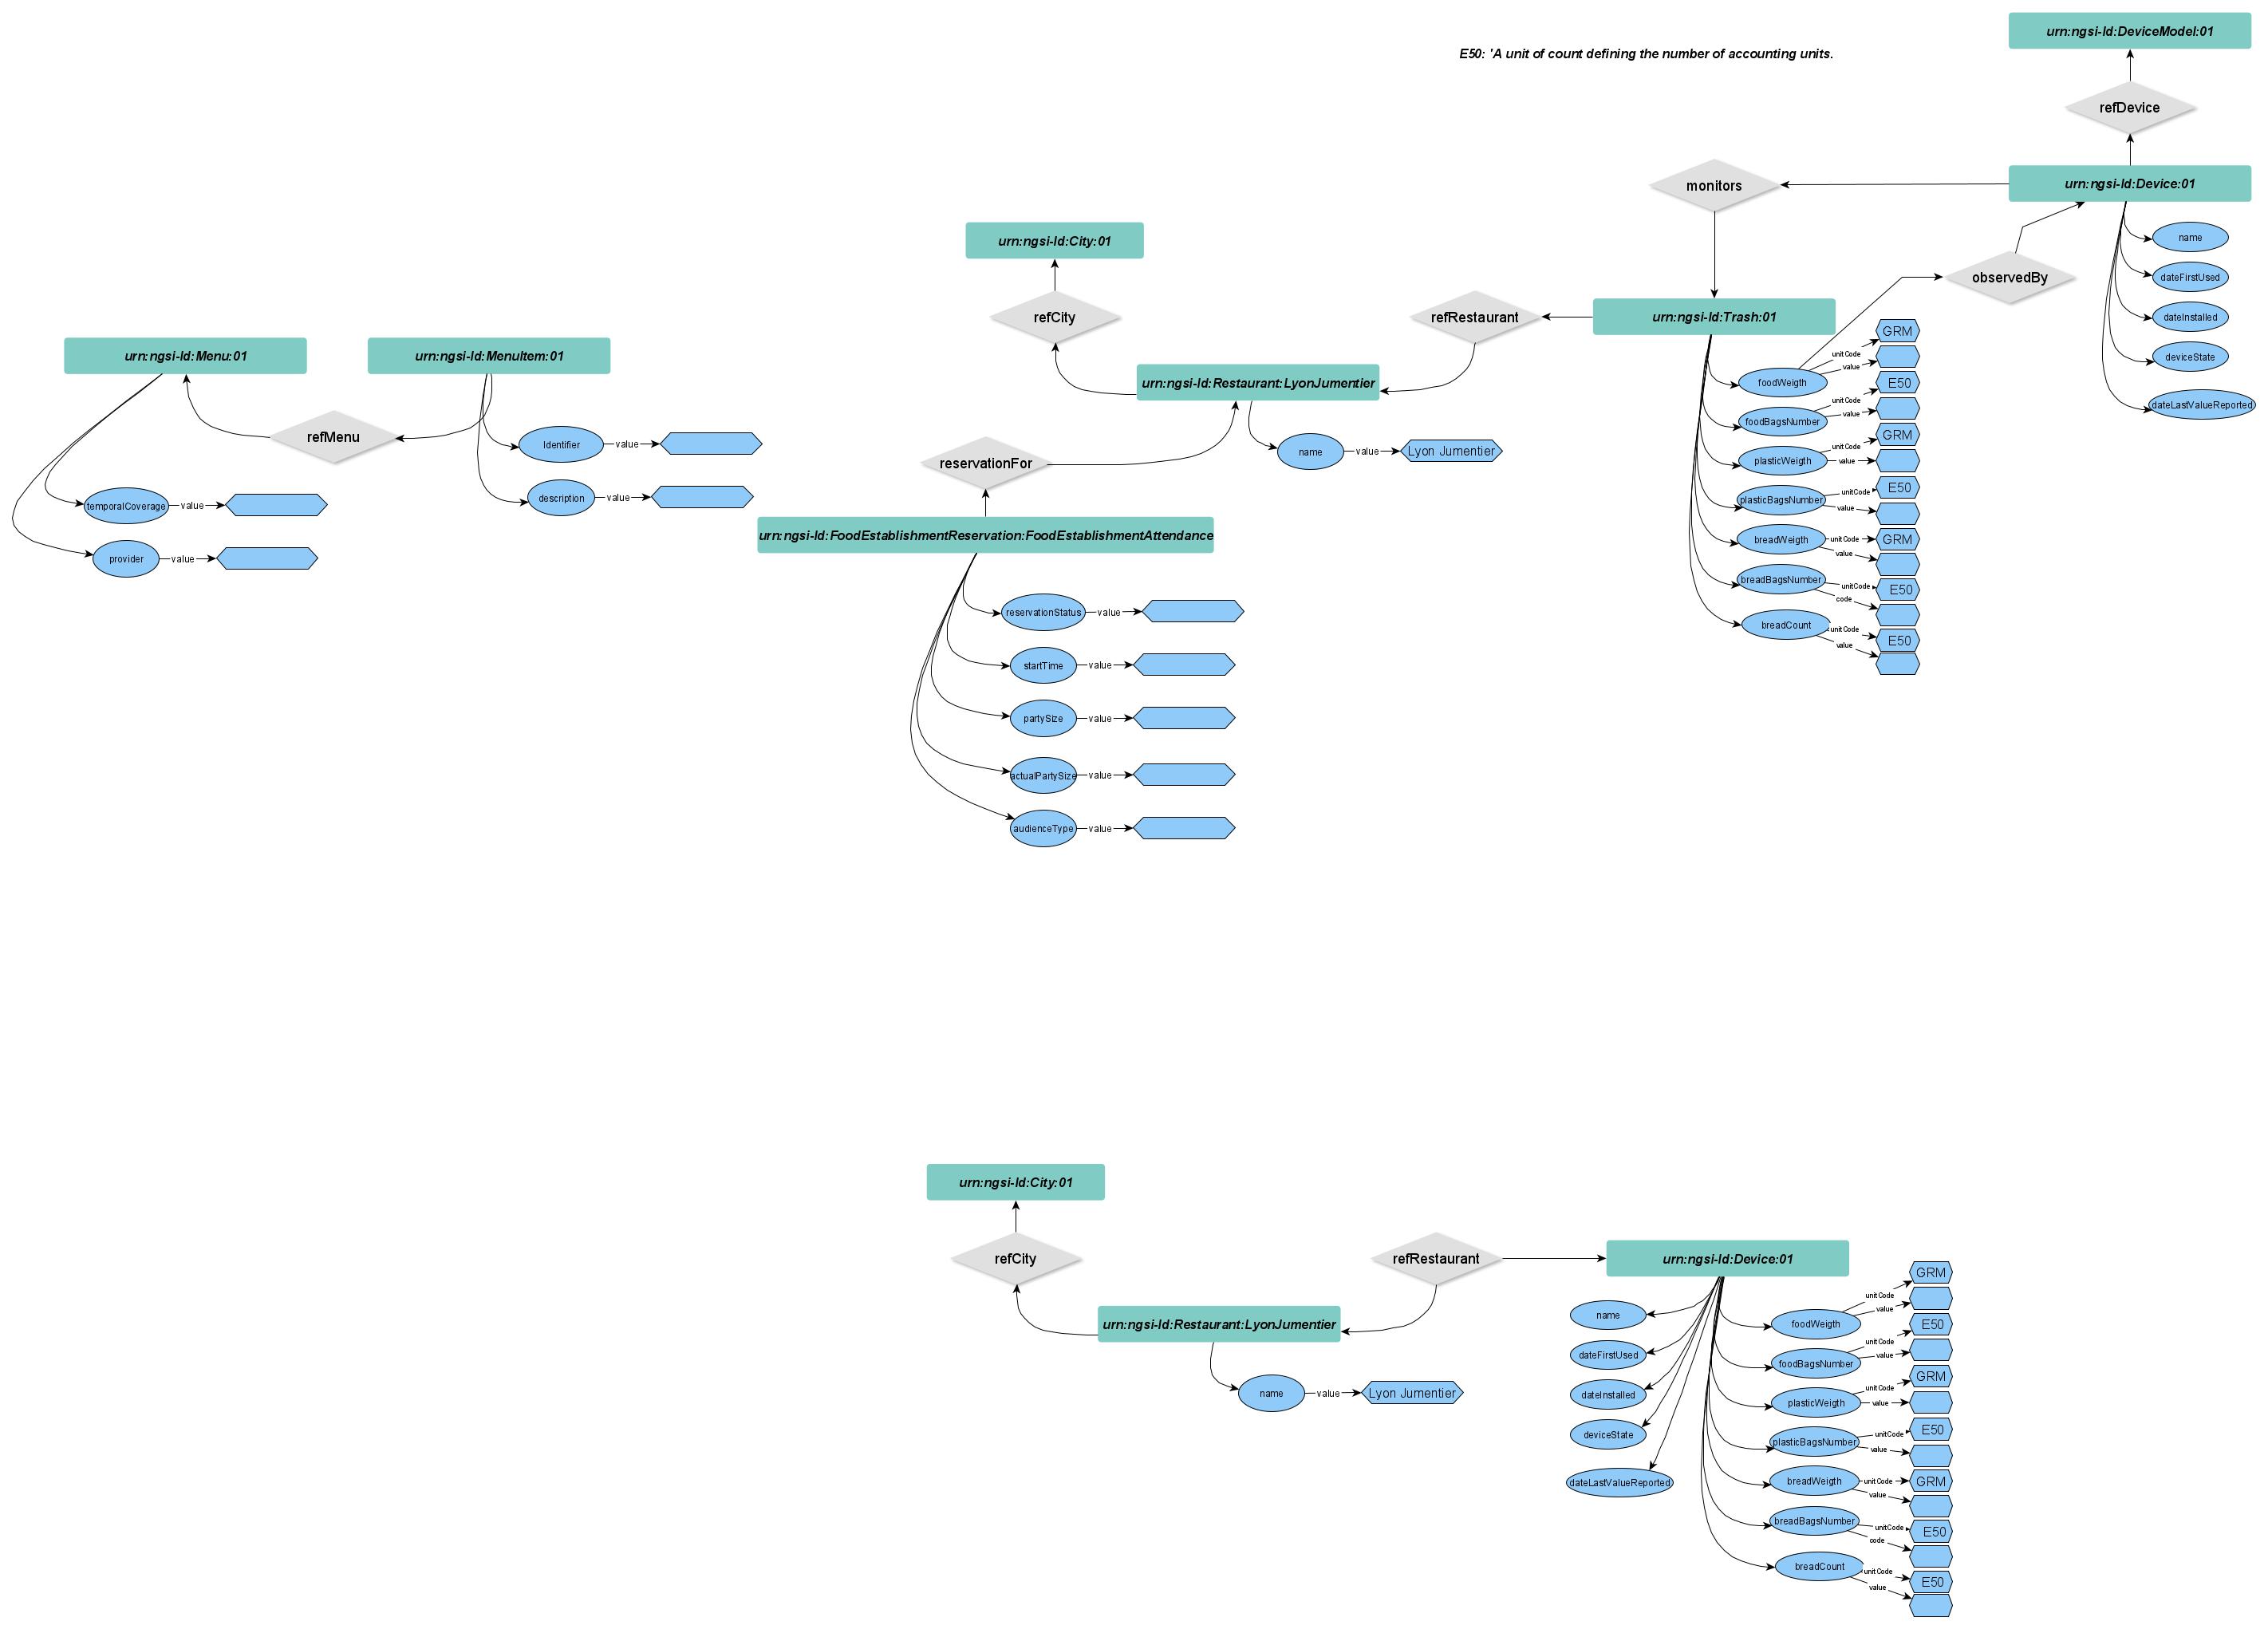 urn:ngsi-ld:DeviceModel:01
E50: 'A unit of count defining the number of accounting units.
refDevice
monitors
urn:ngsi-ld:Device:01
name
dateFirstUsed
dateInstalled
deviceState
dateLastValueReported
observedBy
urn:ngsi-ld:City:01
refCity
refRestaurant
urn:ngsi-ld:Trash:01
foodWeigth
unitCode
GRM
value
foodBagsNumber
unitCode
E50
value
plasticWeigth
unitCode
GRM
value
plasticBagsNumber
unitCode
E50
value
breadWeigth
unitCode
GRM
value
breadBagsNumber
unitCode
E50
code
breadCount
unitCode
E50
value
urn:ngsi-ld:Menu:01
urn:ngsi-ld:MenuItem:01
refMenu
Identifier
value
description
value
temporalCoverage
value
provider
value
urn:ngsi-ld:Restaurant:LyonJumentier
name
value
Lyon Jumentier
reservationFor
urn:ngsi-ld:FoodEstablishmentReservation:FoodEstablishmentAttendance
reservationStatus
value
startTime
value
partySize
value
actualPartySize
value
audienceType
value
urn:ngsi-ld:City:01
refCity
refRestaurant
urn:ngsi-ld:Device:01
urn:ngsi-ld:Restaurant:LyonJumentier
name
value
Lyon Jumentier
name
dateFirstUsed
dateInstalled
deviceState
dateLastValueReported
foodWeigth
unitCode
GRM
value
foodBagsNumber
unitCode
E50
value
plasticWeigth
unitCode
GRM
value
plasticBagsNumber
unitCode
E50
value
breadWeigth
unitCode
GRM
value
breadBagsNumber
unitCode
E50
code
breadCount
unitCode
E50
value